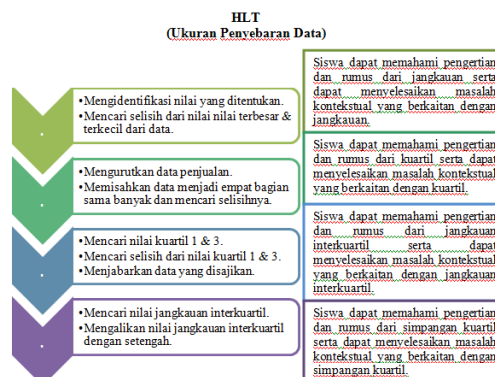 HLT
(Ukuran Penyebaran Data)
•Mengidentifikasi nilai yang ditentukan.
•Mencari selisih dari nilai nilai terbesar &
terkecil dari data.
Siswa dapat memahami pengertian
dan rumus dari jangkauan serta
dapat menyelesaikan masalah
kontekstual yang berkaitan dengan
jangkauan.
•Mengurutkan data penjualan.
•Memisahkan data menjadi empat bagian
sama banyak dan mencari selisihnya.
Siswa dapat memahami pengertian
dan rumus dari kuartil serta dapat
menyelesaikan masalah kontekstual
yang berkaitan dengan kuartil.
•Mencari nilai kuartil 1 & 3.
•Mencari selisih dari nilai kuartil 1 & 3.
•Menjabarkan data yang disajikan.
Siswa dapat memahami pengertian
dan rumus dari jangkauan
interkuartil serta dapat
menyelesaikan masalah kontekstual
yang berkaitan dengan jangkauan
interkuartil.
•Mencari nilai jangkauan interkuartil.
•Mengalikan nilai jangkauan interkuartil
dengan setengah.
Siswa dapat memahami pengertian
dan rumus dari simpangan kuartil
serta dapat menyelesaikan masalah
kontekstual yang berkaitan dengan
simpangan kuartil.